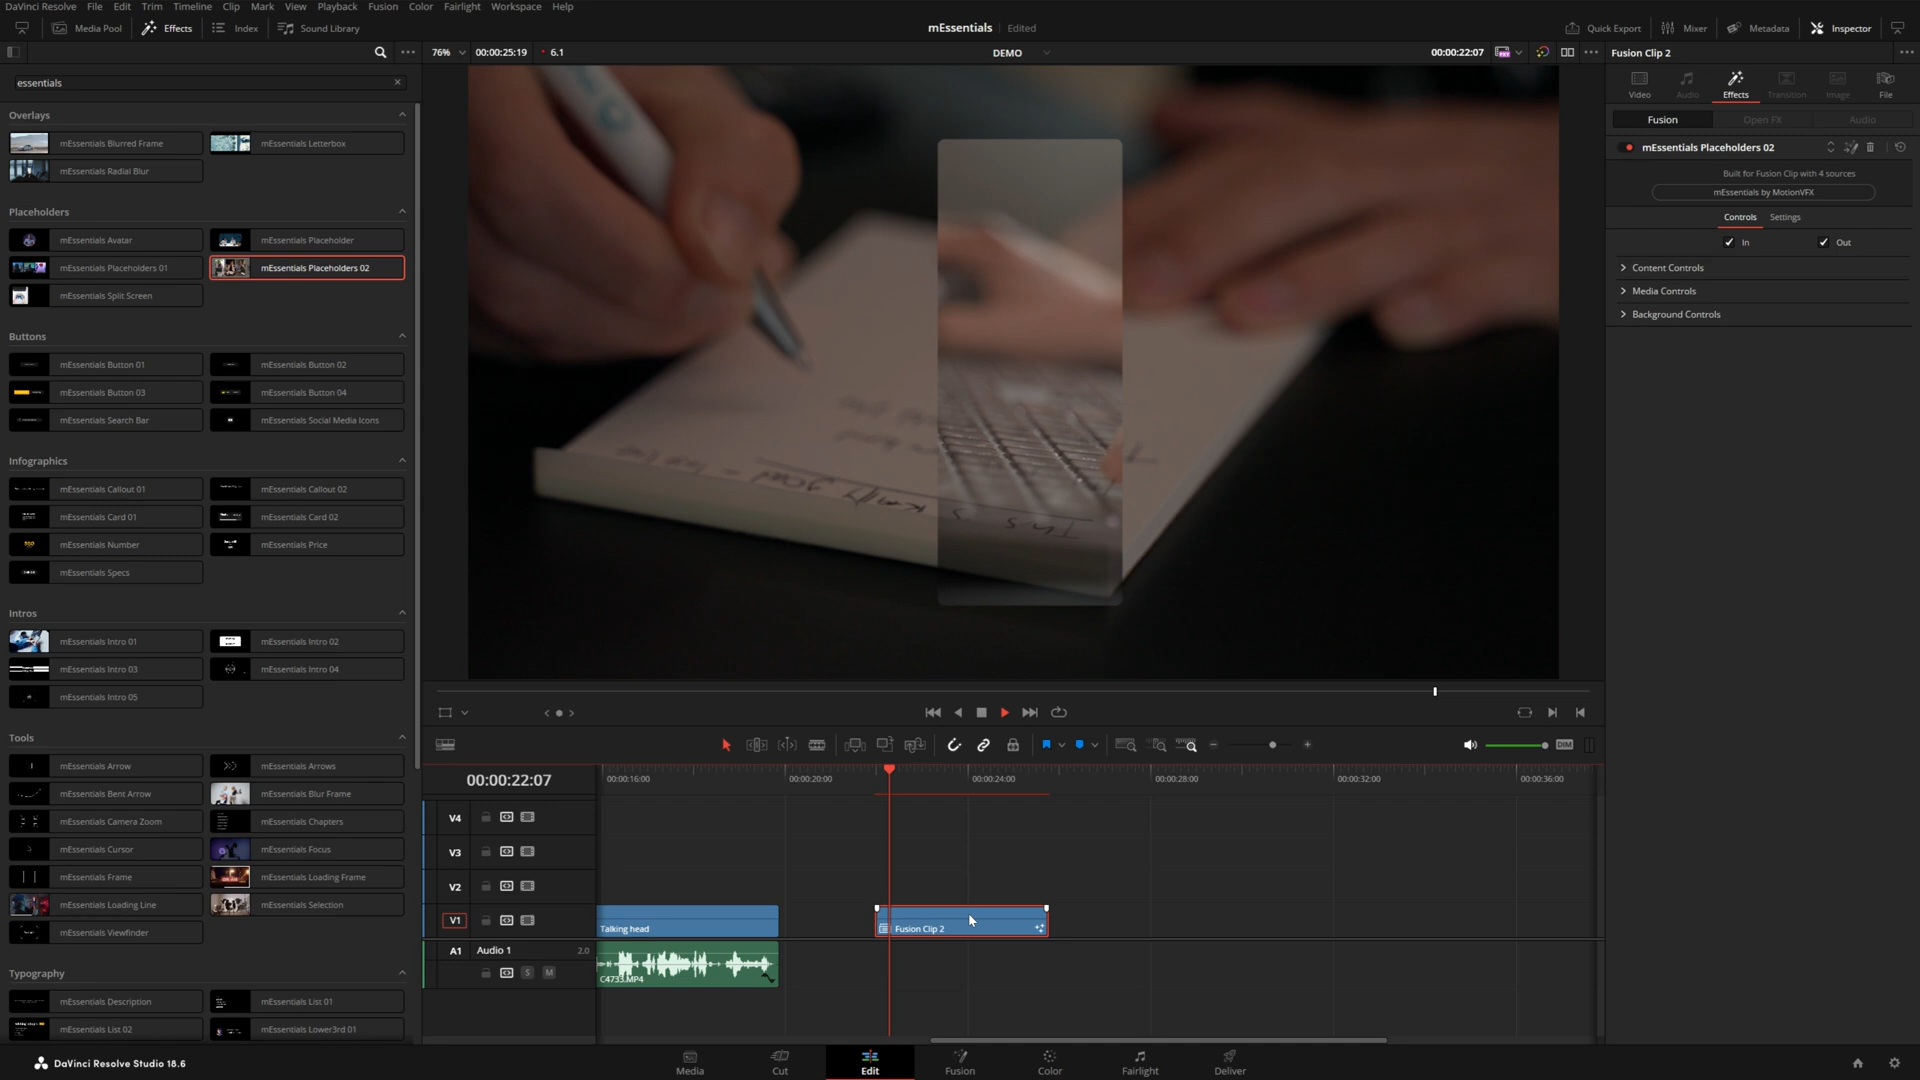 DaVinci Resolve File Edit Trim Timeline Clip Mark View Playback Fusion Color Fairlight Workspace Help
Media Pool Effects Index Sound Library mEssentials Edited Quick Export Mixer Metadata Inspector
76% 00:00:25:19 6.1 DEMO 00:00:22:07 Fusion Clip 2
essentials
Video Audio Effects Transition Image File
Fusion Open FX Audio
mEssentials Placeholders 02
Built for Fusion Clip with 4 sources
mEssentials by MotionVFX
Controls Settings
In Out
Content Controls
Media Controls
Background Controls
Overlays
mEssentials Blurred Frame mEssentials Letterbox
mEssentials Radial Blur
Placeholders
mEssentials Avatar mEssentials Placeholder
mEssentials Placeholders 01 mEssentials Placeholders 02
mEssentials Split Screen
Buttons
mEssentials Button 01 mEssentials Button 02
mEssentials Button 03 mEssentials Button 04
mEssentials Search Bar mEssentials Social Media Icons
Infographics
mEssentials Callout 01 mEssentials Callout 02
mEssentials Card 01 mEssentials Card 02
mEssentials Number mEssentials Price
mEssentials Specs
Intros
mEssentials Intro 01 mEssentials Intro 02
mEssentials Intro 03 mEssentials Intro 04
mEssentials Intro 05
Tools
mEssentials Arrow mEssentials Arrows
mEssentials Bent Arrow mEssentials Blur Frame
mEssentials Camera Zoom mEssentials Chapters
mEssentials Cursor mEssentials Focus
mEssentials Frame mEssentials Loading Frame
mEssentials Loading Line mEssentials Selection
mEssentials Viewfinder
Typography
mEssentials Description mEssentials List 01
mEssentials List 02 mEssentials Lower3rd 01
DIM
00:00:22:07 00:00:16:00 00:00:20:00 00:00:24:00 00:00:28:00 00:00:32:00 00:00:36:00
V4
V3
V2
V1 Talking head Fusion Clip 2
A1 Audio 1 2.0
S M C4733.MP4
DaVinci Resolve Studio 18.6 Media Cut Edit Fusion Color Fairlight Deliver